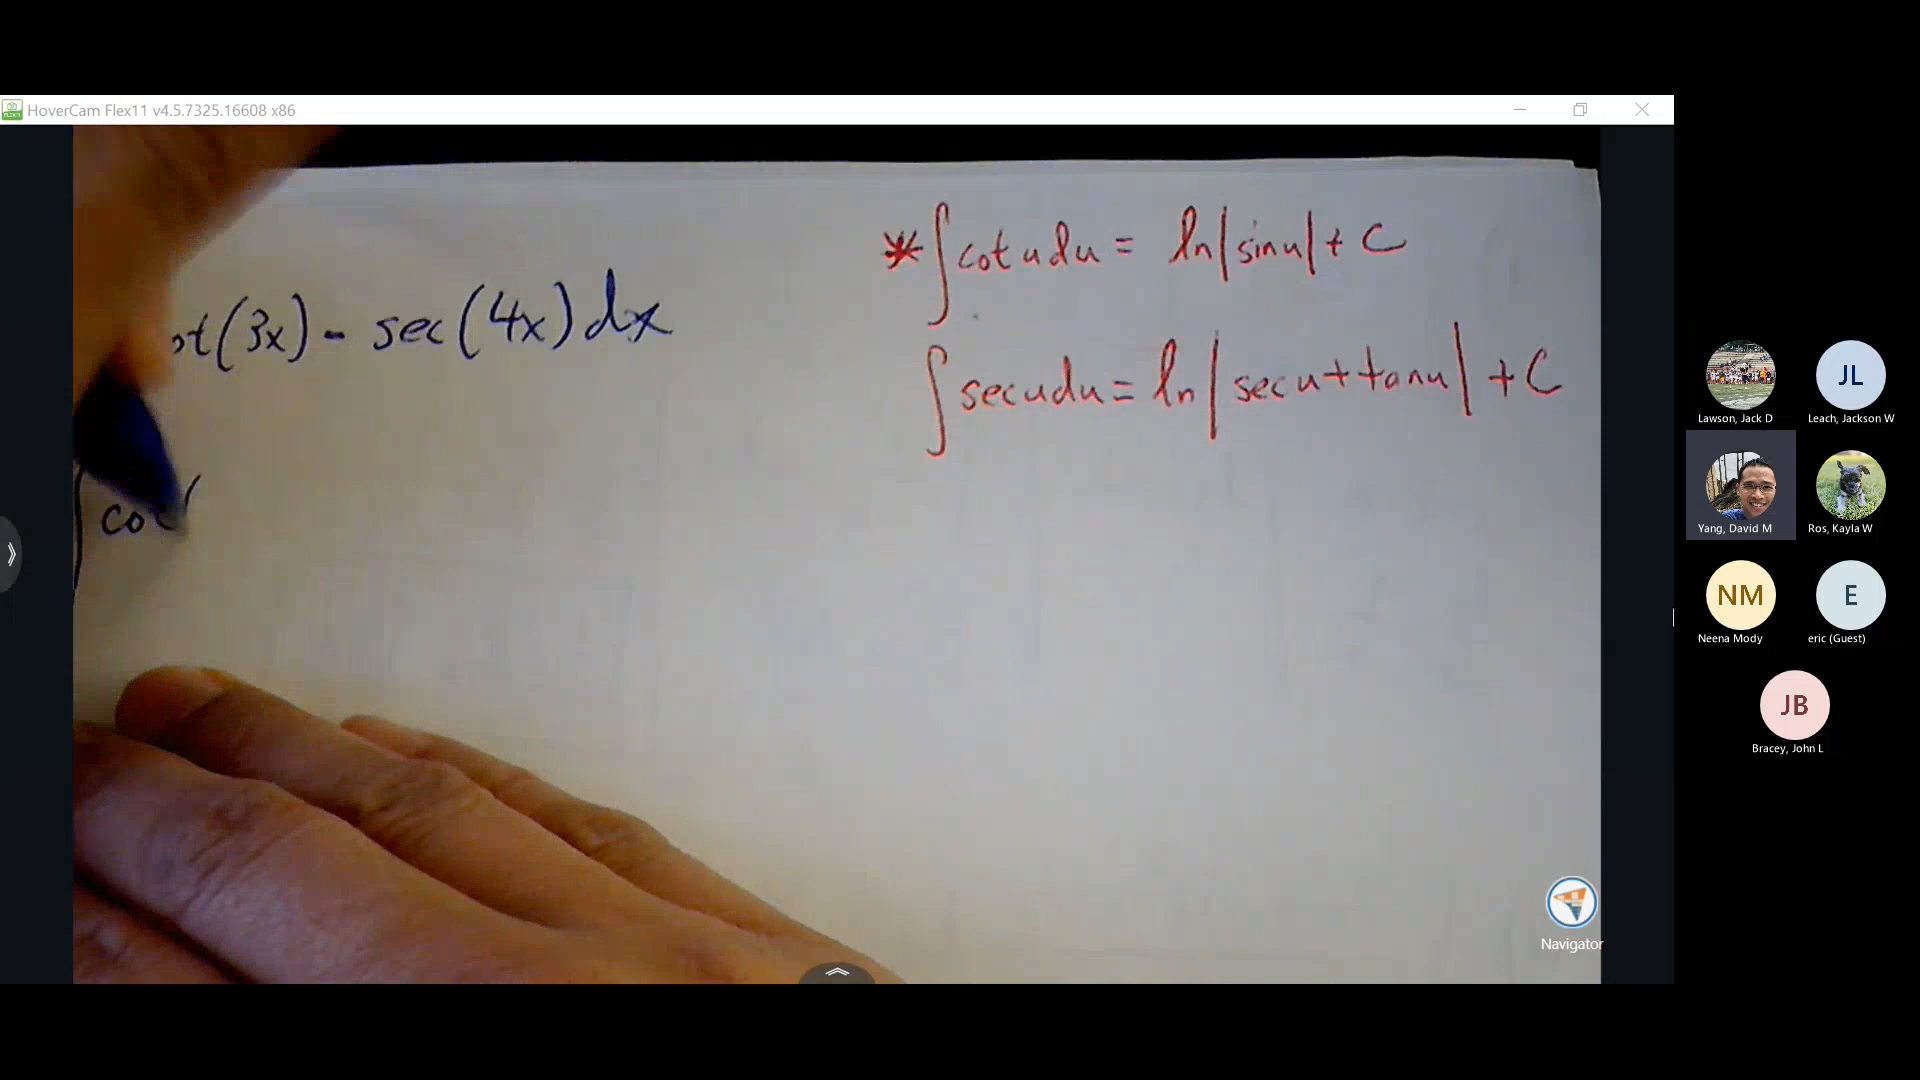 HoverCam Flex11 v4.5.7325.16608 x86
ot(3x) - sec(4x)dx
* ∫cot u du = ln|sin u| + C
∫sec u du = ln|sec u + tan u| + C
∫
Navigator
Lawson, Jack D
JL
Leach, Jackson W
Yang, David M
Ros, Kayla W
NM
Neena Mody
E
eric (Guest)
JB
Bracey, John L